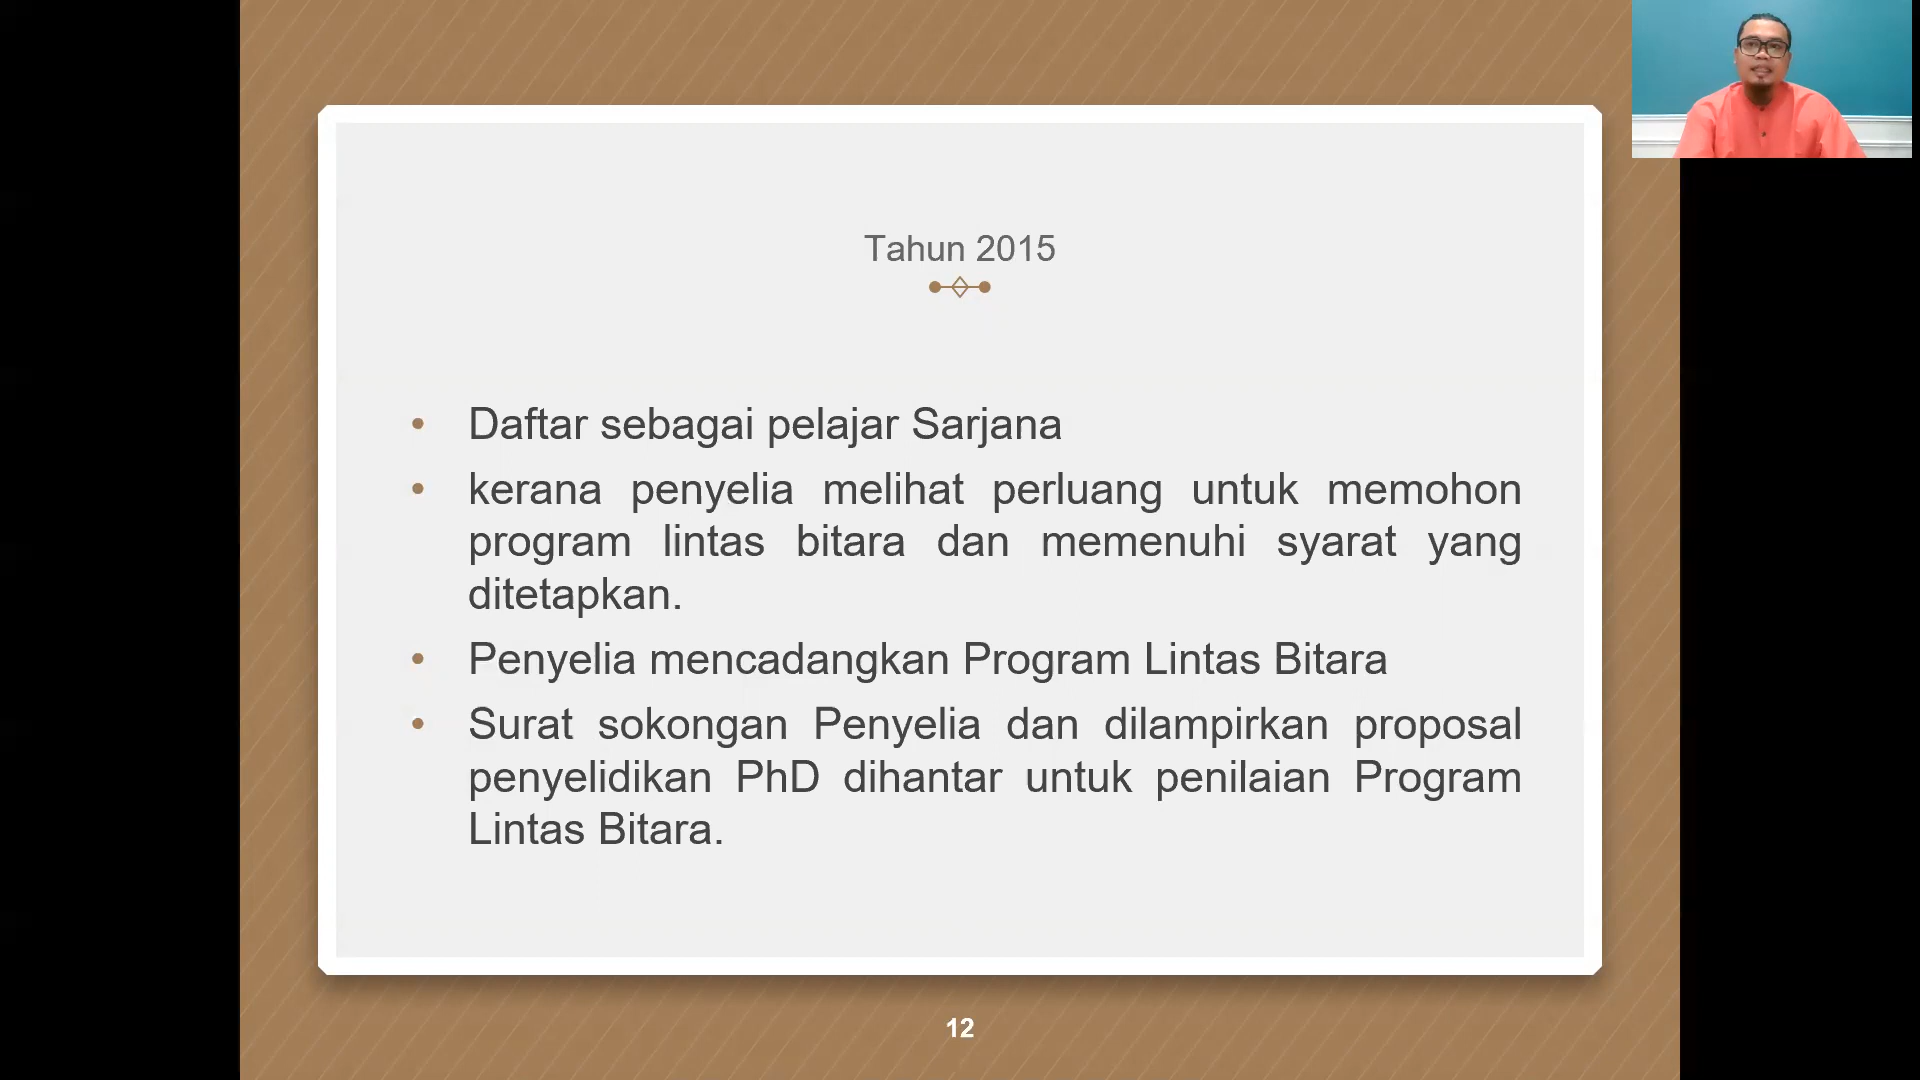 Tahun 2015
• Daftar sebagai pelajar Sarjana
• kerana penyelia melihat perluang untuk memohon
program lintas bitara dan memenuhi syarat yang
ditetapkan.
• Penyelia mencadangkan Program Lintas Bitara
• Surat sokongan Penyelia dan dilampirkan proposal
penyelidikan PhD dihantar untuk penilaian Program
Lintas Bitara.
12